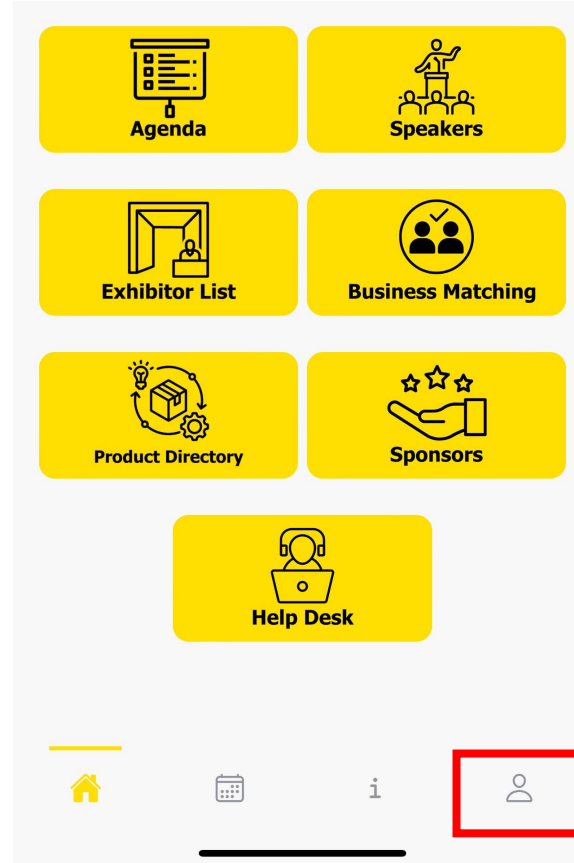 Agenda
Speakers
Exhibitor List
Business Matching
Product Directory
Sponsors
Help Desk
i